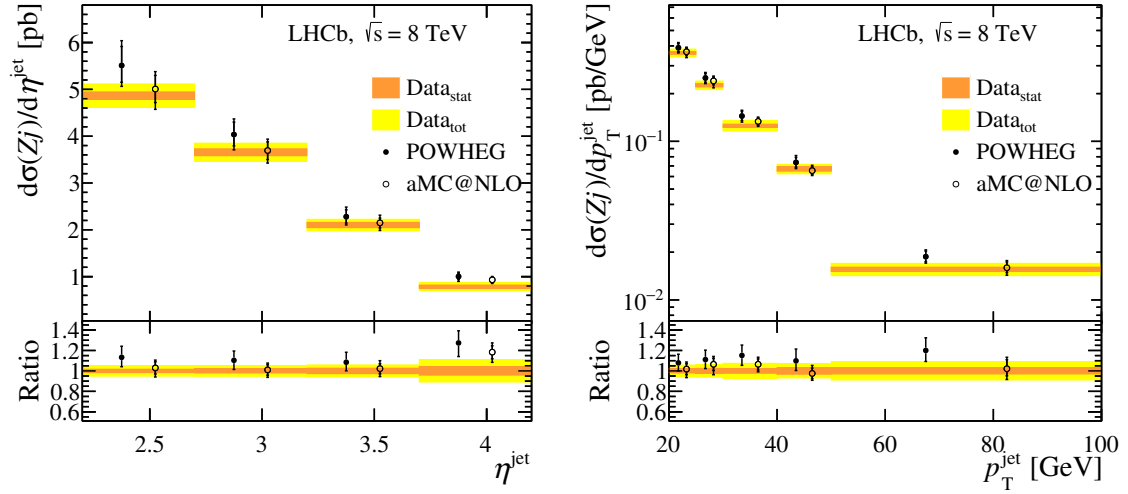 dσ(Zj)/dη^jet [pb]
6
5
4
3
2
1
LHCb, √s = 8 TeV
Data_stat
Data_tot
POWHEG
aMC@NLO
Ratio
1.4
1.2
1
0.8
0.6
2.5 3 3.5 4
η^jet
dσ(Zj)/dp_T^jet [pb/GeV]
10⁻¹
10⁻²
LHCb, √s = 8 TeV
Data_stat
Data_tot
POWHEG
aMC@NLO
Ratio
1.4
1.2
1
0.8
0.6
20 40 60 80 100
p_T^jet [GeV]